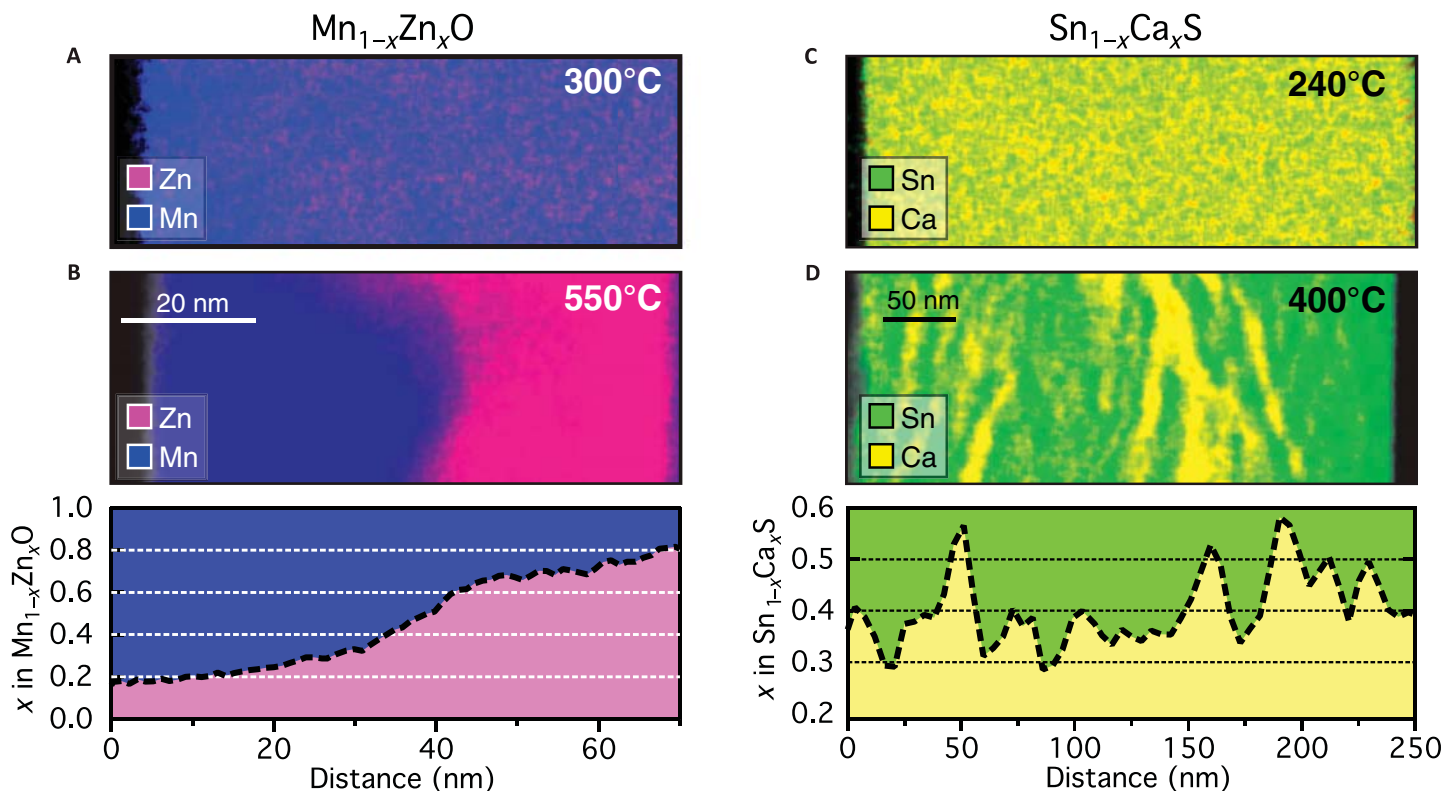 Mn₁₋ₓZnₓO
A
300°C
Zn
Mn
B
20 nm
550°C
Zn
Mn
1.0
0.8
0.6
0.4
0.2
0.0
x in Mn₁₋ₓZnₓO
0 20 40 60
Distance (nm)
Sn₁₋ₓCaₓS
C
240°C
Sn
Ca
D
50 nm
400°C
Sn
Ca
0.6
0.5
0.4
0.3
0.2
x in Sn₁₋ₓCaₓS
0 50 100 150 200 250
Distance (nm)